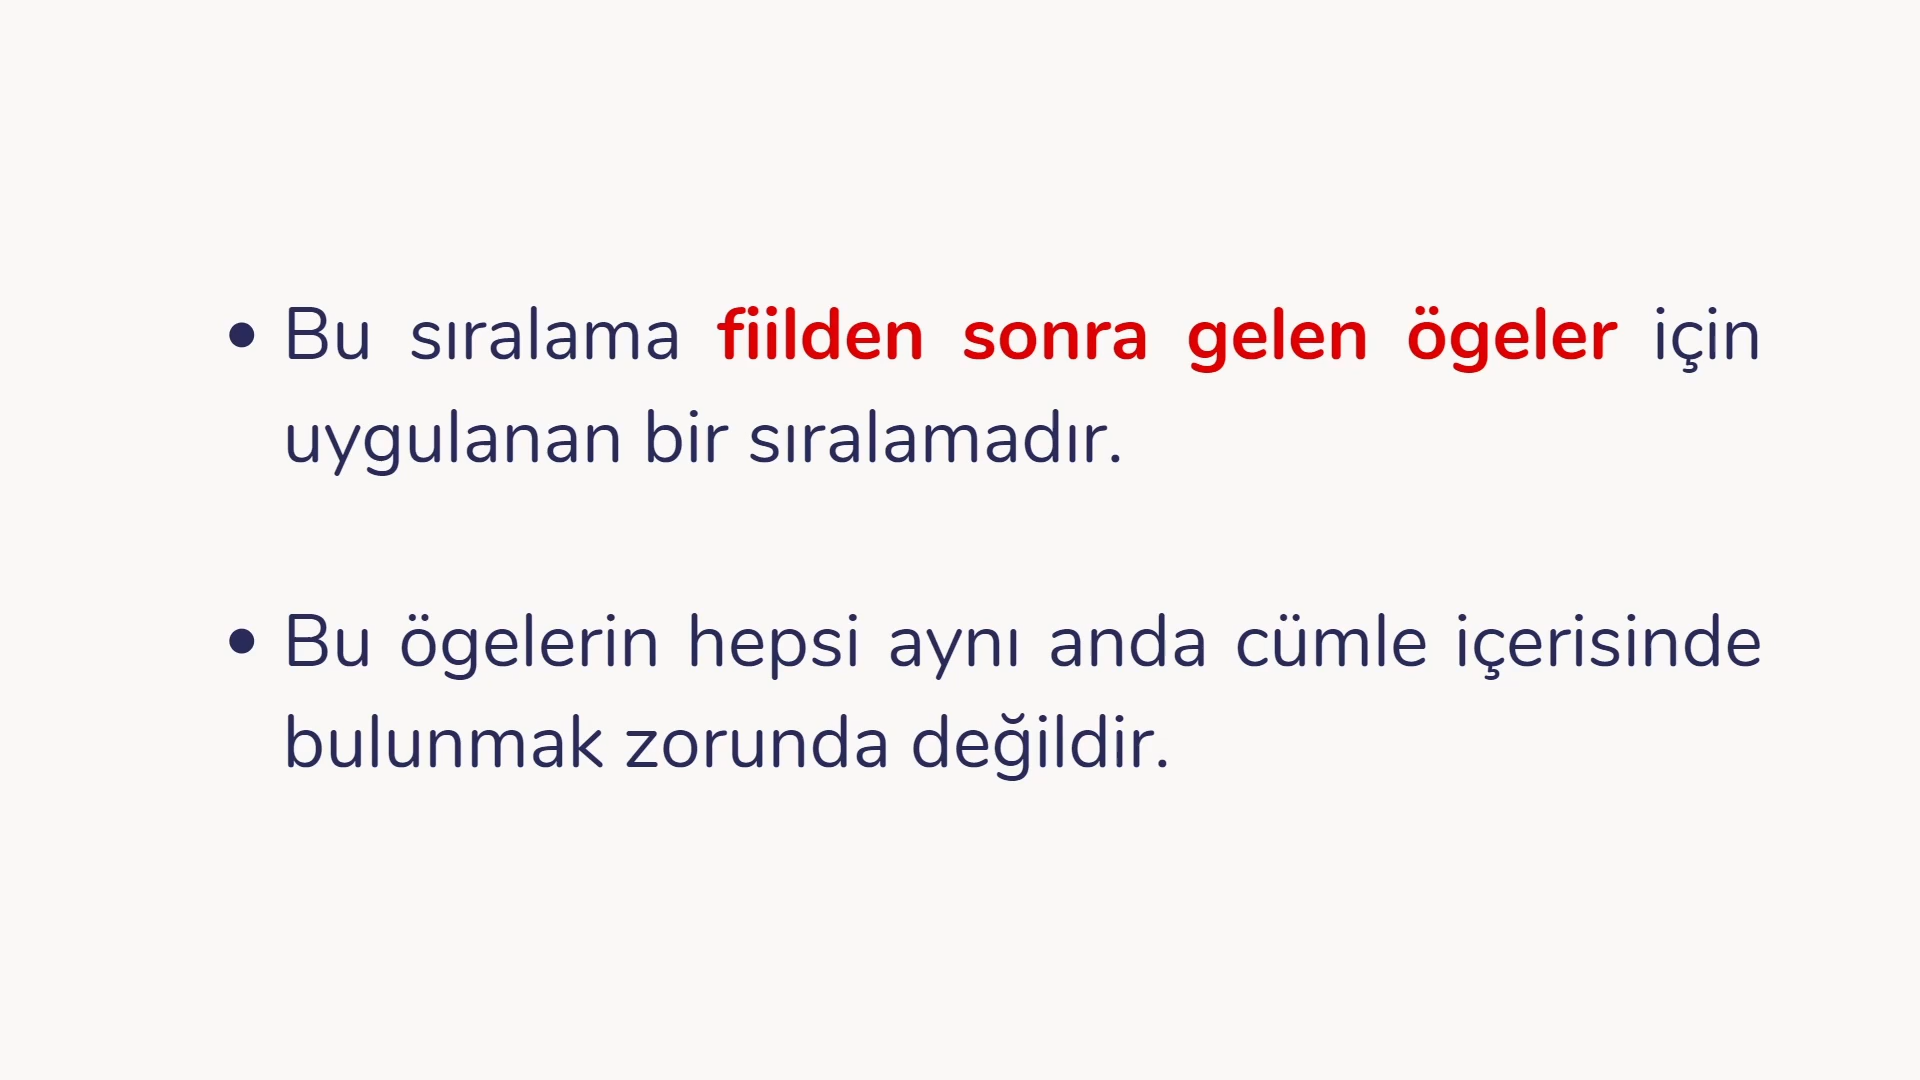 • Bu sıralama fiilden sonra gelen ögeler için
uygulanan bir sıralamadır.
• Bu ögelerin hepsi aynı anda cümle içerisinde
bulunmak zorunda değildir.